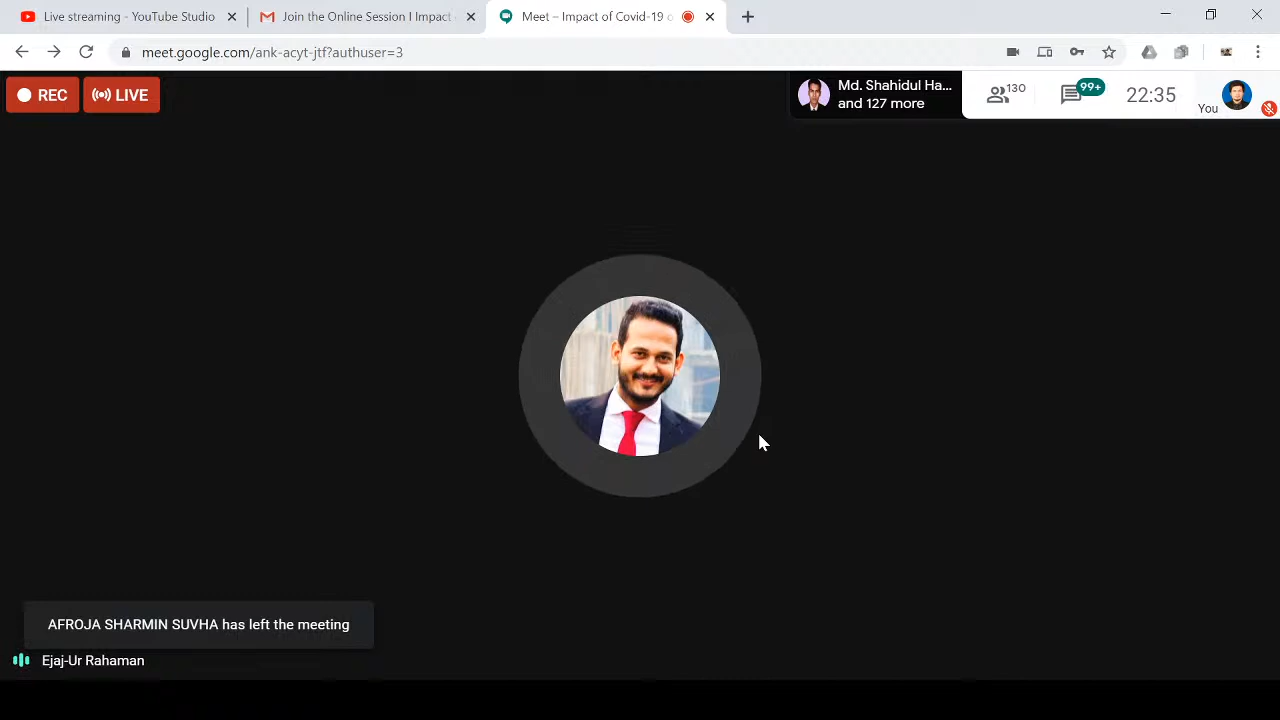 Live streaming - YouTube Studio
Join the Online Session I Impact
Meet – Impact of Covid-19 o
meet.google.com/ank-acyt-jtf?authuser=3
REC
LIVE
Md. Shahidul Ha...
and 127 more
130
99+
22:35
You
AFROJA SHARMIN SUVHA has left the meeting
Ejaj-Ur Rahaman